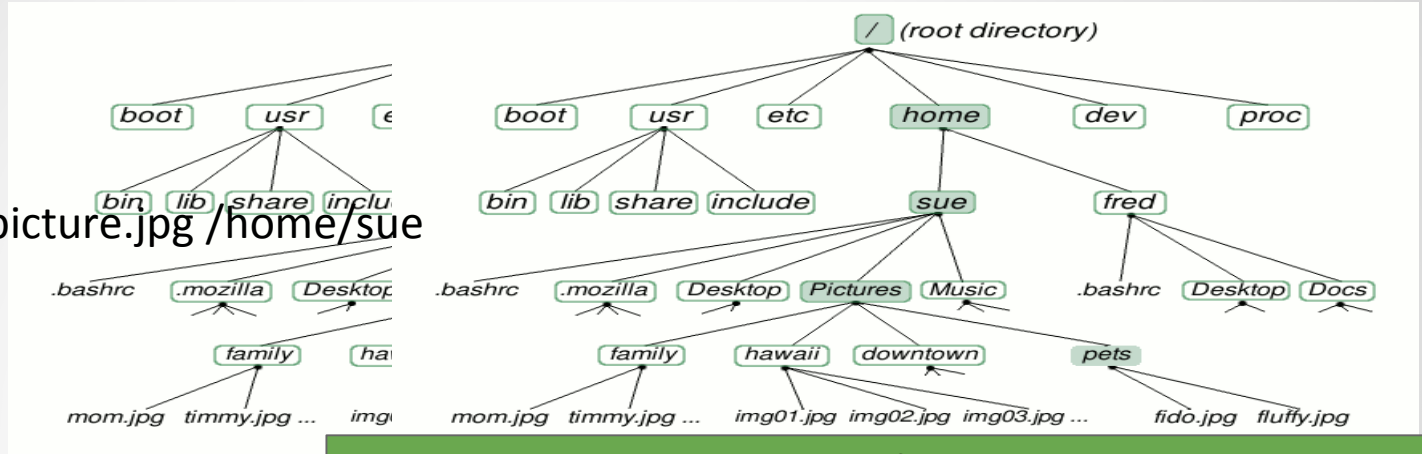 / (root directory)
boot usr boot usr etc home dev proc
bin lib share bin lib share include sue fred
picture.jpg /home/sue
.bashrc .mozilla Desktop .bashrc .mozilla Desktop Pictures Music .bashrc Desktop Docs
family family hawaii downtown pets
mom.jpg timmy.jpg ... mom.jpg timmy.jpg ... img01.jpg img02.jpg img03.jpg ... fido.jpg fluffy.jpg